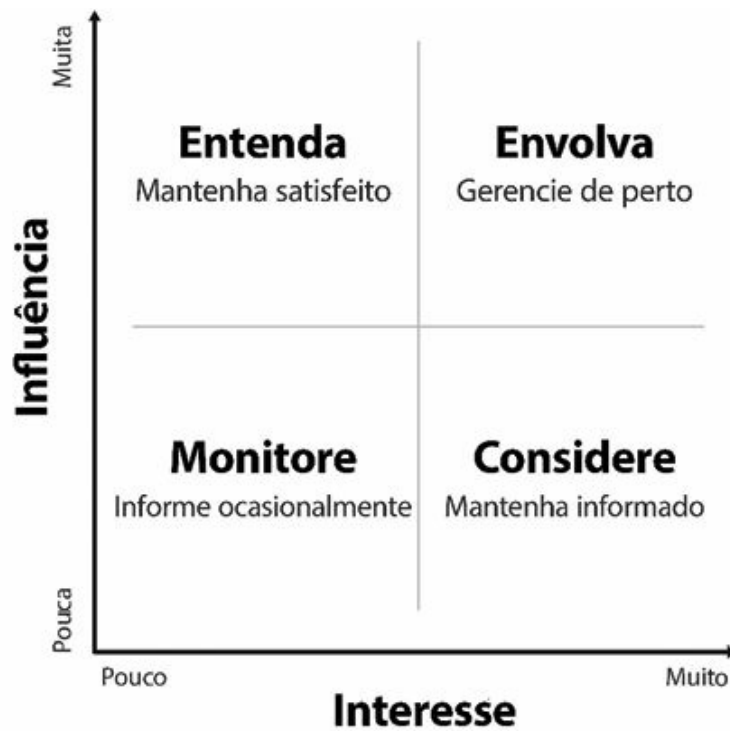 Muita
Entenda
Mantenha satisfeito
Envolva
Gerencie de perto
Influência
Monitore
Informe ocasionalmente
Considere
Mantenha informado
Pouca
Pouco
Muito
Interesse